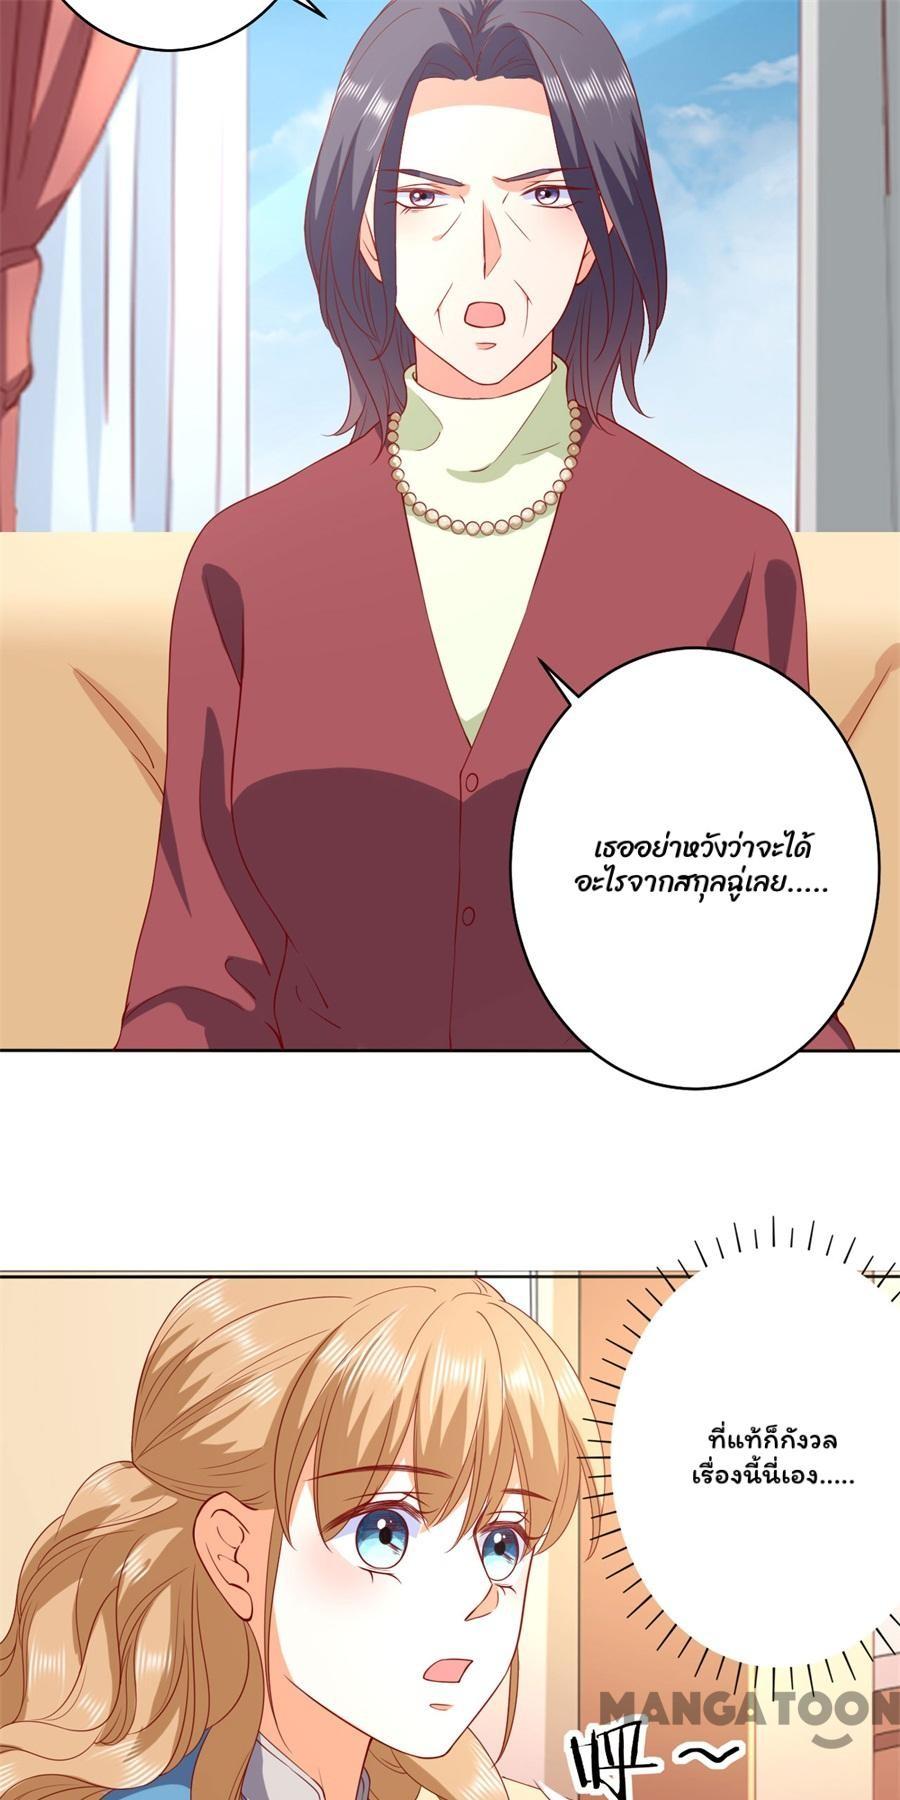 เธออย่าหวังว่าจะได้
อะไรจากสกุลฉู่เลย.....
ที่แท้ก็กังวล
เรื่องนี้นี่เอง.....
MANGATOON
呼~